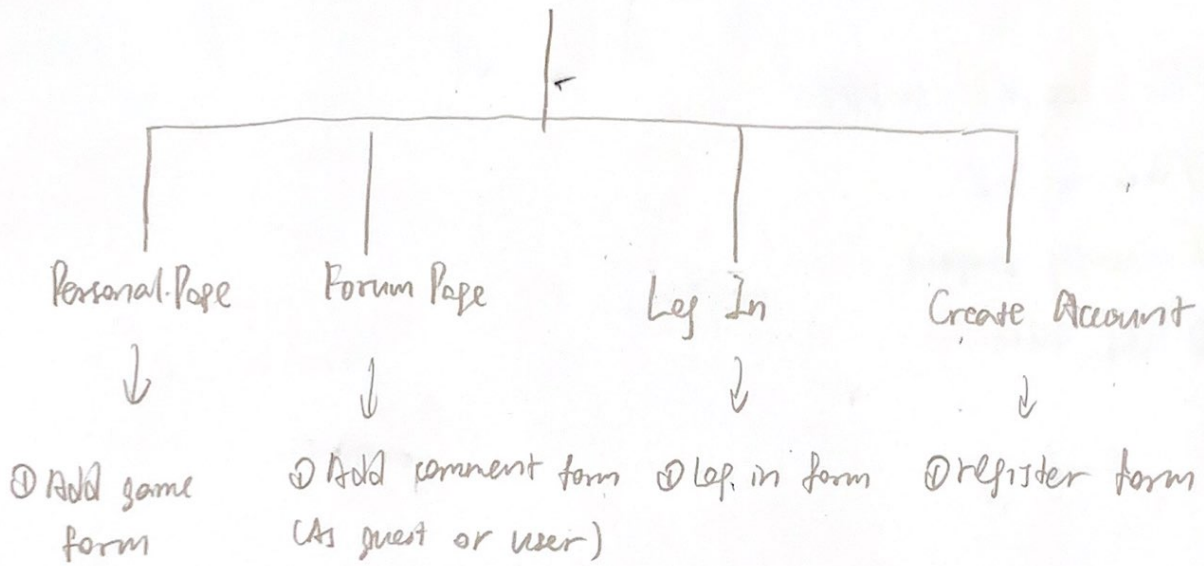 Personal Page
Forum Page
Log In
Create Account
① Add game
form
① Add comment form
(As guest or user)
① Log in form
① register form